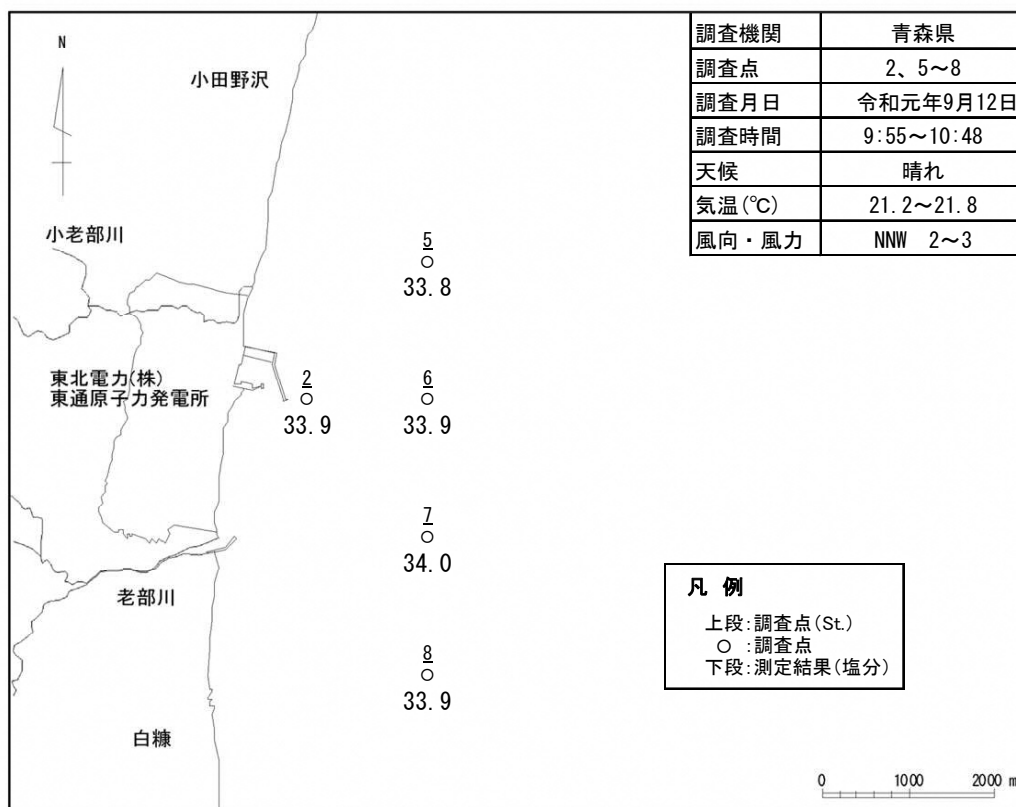 N
小田野沢
調査機関 青森県
調査点 2、5～8
調査月日 令和元年9月12日
調査時間 9:55～10:48
天候 晴れ
気温(℃) 21.2～21.8
風向・風力 NNW 2～3
小老部川
5
33.8
東北電力(株)
東通原子力発電所
2
33.9
6
33.9
7
34.0
老部川
凡 例
上段:調査点(St.)
○ :調査点
下段:測定結果(塩分)
8
33.9
白糠
0 1000 2000 m